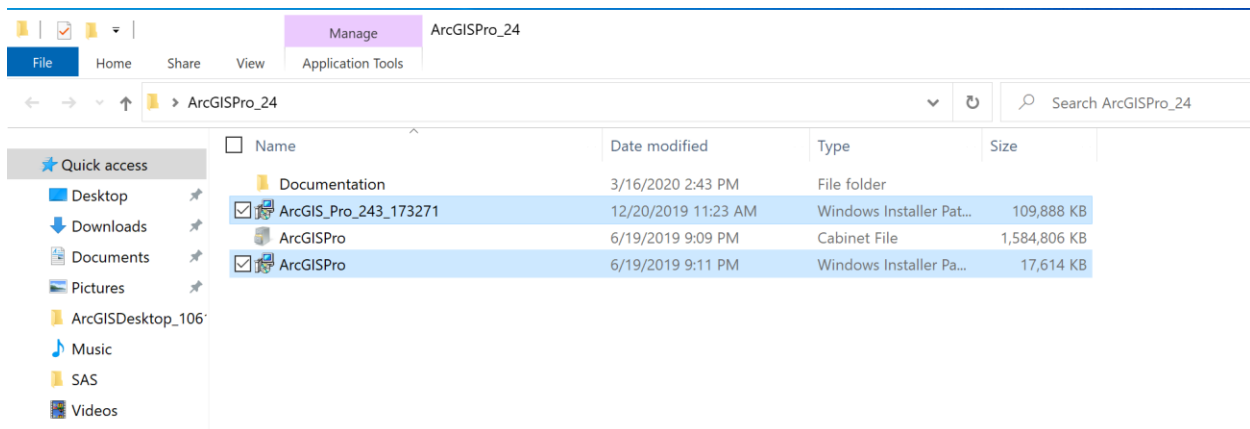 Manage ArcGISPro_24
File Home Share View Application Tools
ArcGISPro_24 Search ArcGISPro_24
Name Date modified Type Size
Quick access
Documentation 3/16/2020 2:43 PM File folder
Desktop
ArcGIS_Pro_243_173271 12/20/2019 11:23 AM Windows Installer Pat... 109,888 KB
Downloads
ArcGISPro 6/19/2019 9:09 PM Cabinet File 1,584,806 KB
Documents
ArcGISPro 6/19/2019 9:11 PM Windows Installer Pa... 17,614 KB
Pictures
ArcGISDesktop_106
Music
SAS
Videos